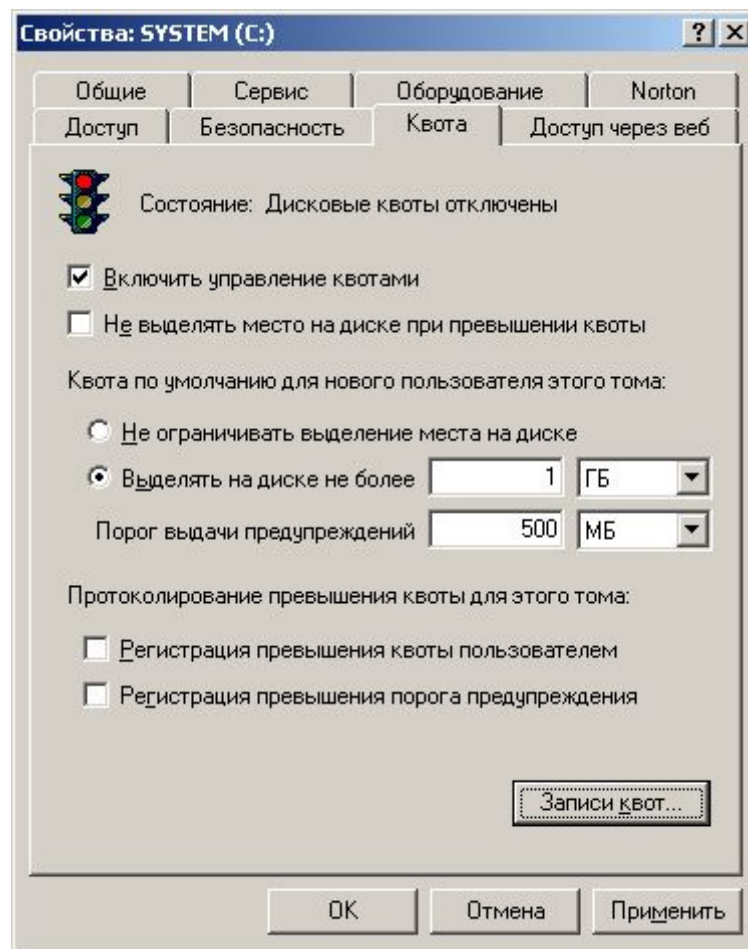 Свойства: SYSTEM (C:)
Общие Сервис Оборудование Norton
Доступ Безопасность Квота Доступ через веб
Состояние: Дисковые квоты отключены
Включить управление квотами
Не выделять место на диске при превышении квоты
Квота по умолчанию для нового пользователя этого тома:
Не ограничивать выделение места на диске
Выделять на диске не более 1 ГБ
Порог выдачи предупреждений 500 МБ
Протоколирование превышения квоты для этого тома:
Регистрация превышения квоты пользователем
Регистрация превышения порога предупреждения
Записи квот...
OK Отмена Применить